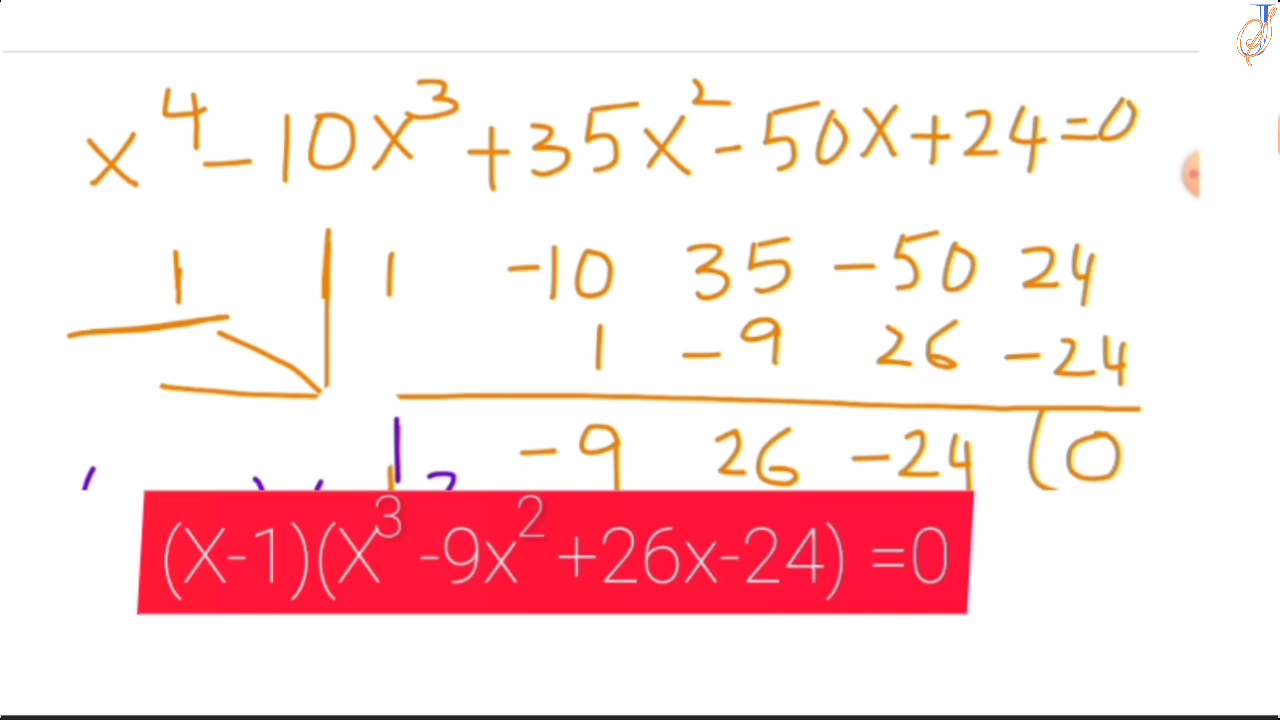 x⁴ - 10x³ + 35x² - 50x + 24 = 0
1 1 -10 35 -50 24
1 -9 26 -24
1 -9 26 -24 0
(X-1)(X³ -9x² +26x-24) =0